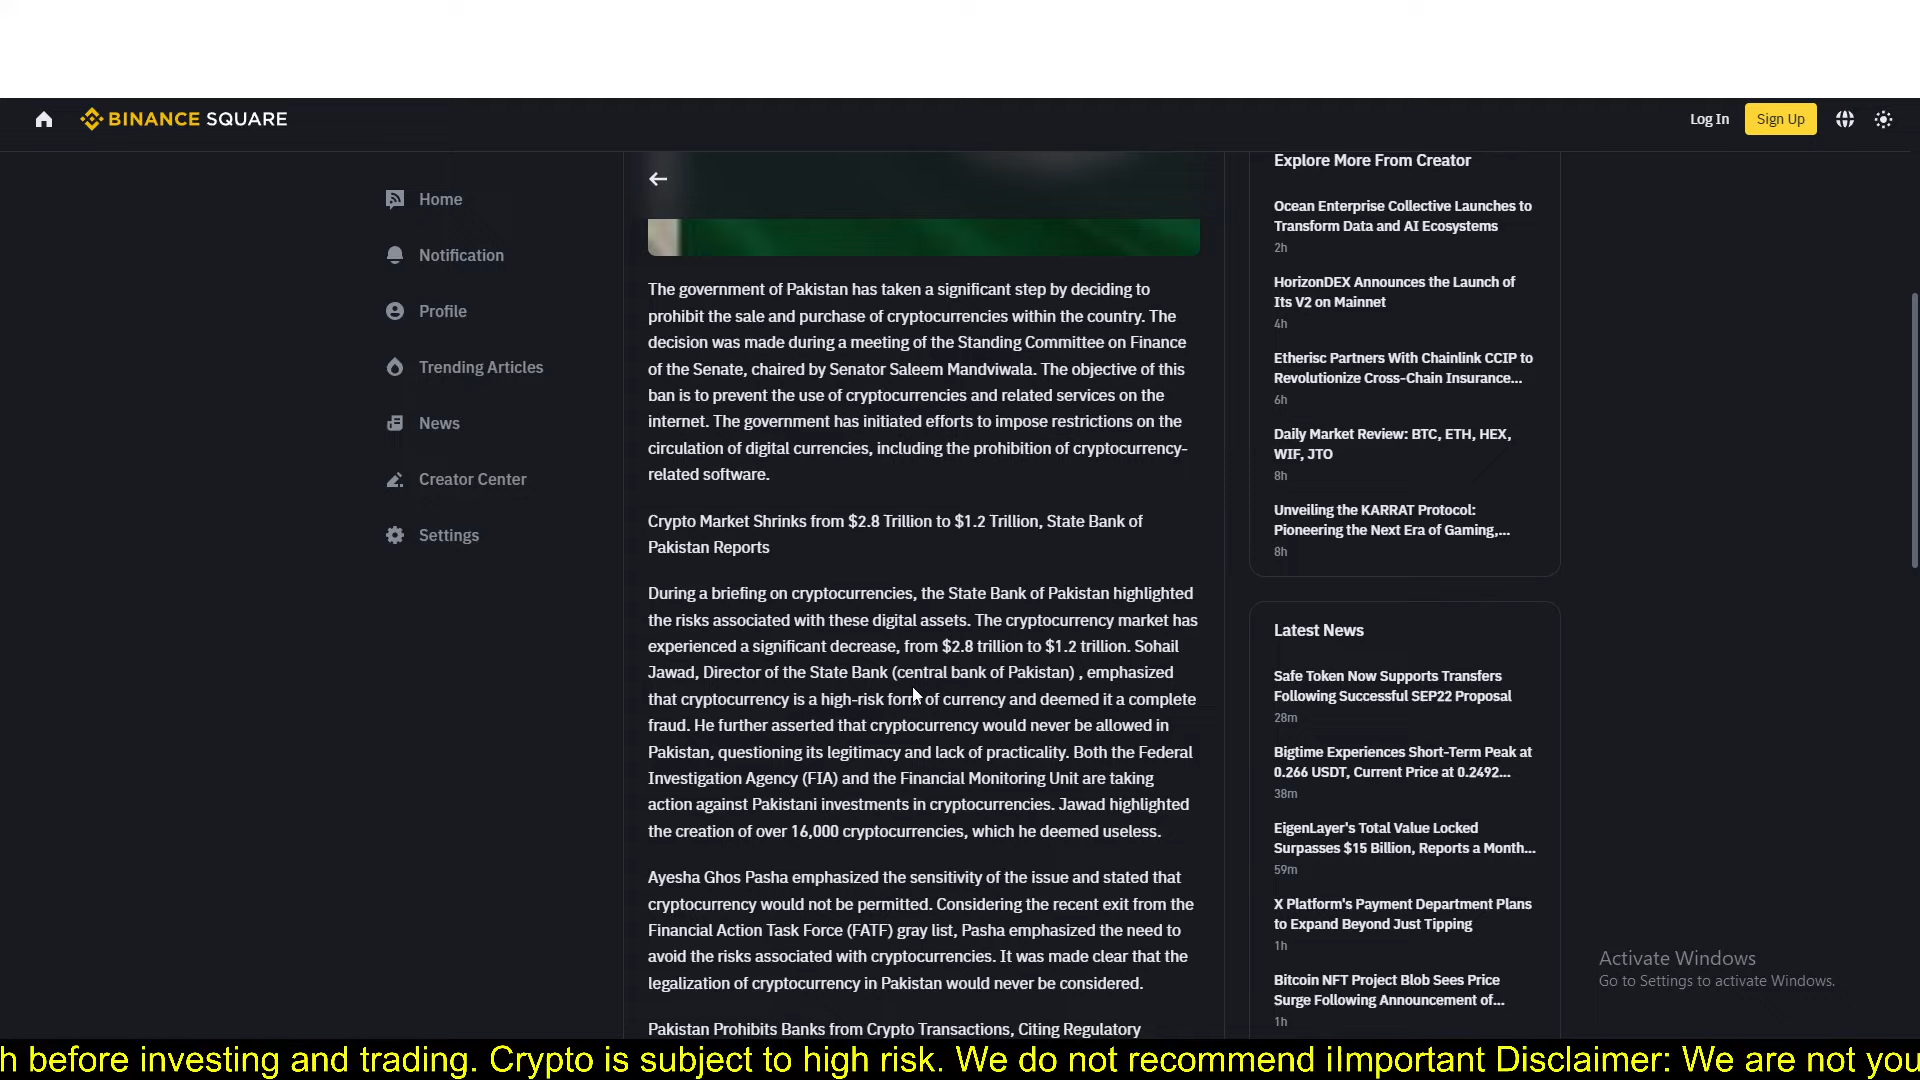 BINANCE SQUARE
Log In
Sign Up
Home
Notification
Profile
Trending Articles
News
Creator Center
Settings
The government of Pakistan has taken a significant step by deciding to
prohibit the sale and purchase of cryptocurrencies within the country. The
decision was made during a meeting of the Standing Committee on Finance
of the Senate, chaired by Senator Saleem Mandviwala. The objective of this
ban is to prevent the use of cryptocurrencies and related services on the
internet. The government has initiated efforts to impose restrictions on the
circulation of digital currencies, including the prohibition of cryptocurrency-
related software.
Crypto Market Shrinks from $2.8 Trillion to $1.2 Trillion, State Bank of
Pakistan Reports
During a briefing on cryptocurrencies, the State Bank of Pakistan highlighted
the risks associated with these digital assets. The cryptocurrency market has
experienced a significant decrease, from $2.8 trillion to $1.2 trillion. Sohail
Jawad, Director of the State Bank (central bank of Pakistan) , emphasized
that cryptocurrency is a high-risk form of currency and deemed it a complete
fraud. He further asserted that cryptocurrency would never be allowed in
Pakistan, questioning its legitimacy and lack of practicality. Both the Federal
Investigation Agency (FIA) and the Financial Monitoring Unit are taking
action against Pakistani investments in cryptocurrencies. Jawad highlighted
the creation of over 16,000 cryptocurrencies, which he deemed useless.
Ayesha Ghos Pasha emphasized the sensitivity of the issue and stated that
cryptocurrency would not be permitted. Considering the recent exit from the
Financial Action Task Force (FATF) gray list, Pasha emphasized the need to
avoid the risks associated with cryptocurrencies. It was made clear that the
legalization of cryptocurrency in Pakistan would never be considered.
Pakistan Prohibits Banks from Crypto Transactions, Citing Regulatory
Explore More From Creator
Ocean Enterprise Collective Launches to
Transform Data and AI Ecosystems
2h
HorizonDEX Announces the Launch of
Its V2 on Mainnet
4h
Etherisc Partners With Chainlink CCIP to
Revolutionize Cross-Chain Insurance...
6h
Daily Market Review: BTC, ETH, HEX,
WIF, JTO
8h
Unveiling the KARRAT Protocol:
Pioneering the Next Era of Gaming,...
8h
Latest News
Safe Token Now Supports Transfers
Following Successful SEP22 Proposal
28m
Bigtime Experiences Short-Term Peak at
0.266 USDT, Current Price at 0.2492...
38m
EigenLayer's Total Value Locked
Surpasses $15 Billion, Reports a Month...
59m
X Platform's Payment Department Plans
to Expand Beyond Just Tipping
1h
Bitcoin NFT Project Blob Sees Price
Surge Following Announcement of...
1h
Activate Windows
Go to Settings to activate Windows.
h before investing and trading. Crypto is subject to high risk. We do not recommend iImportant Disclaimer: We are not you